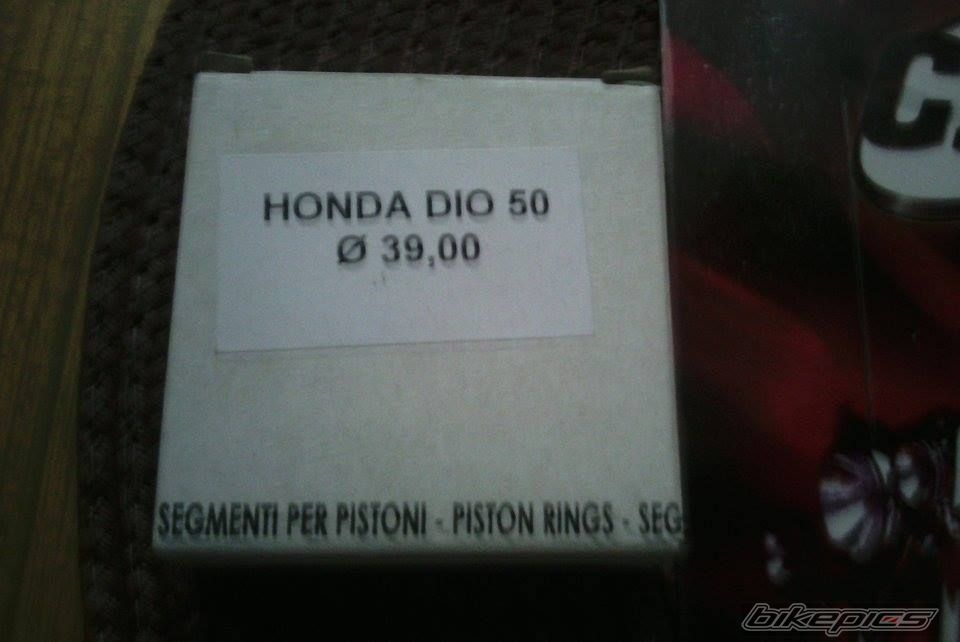 HONDA DIO 50
Ø 39,00
SEGMENTI PER PISTONI - PISTON RINGS - SEG
bikepics